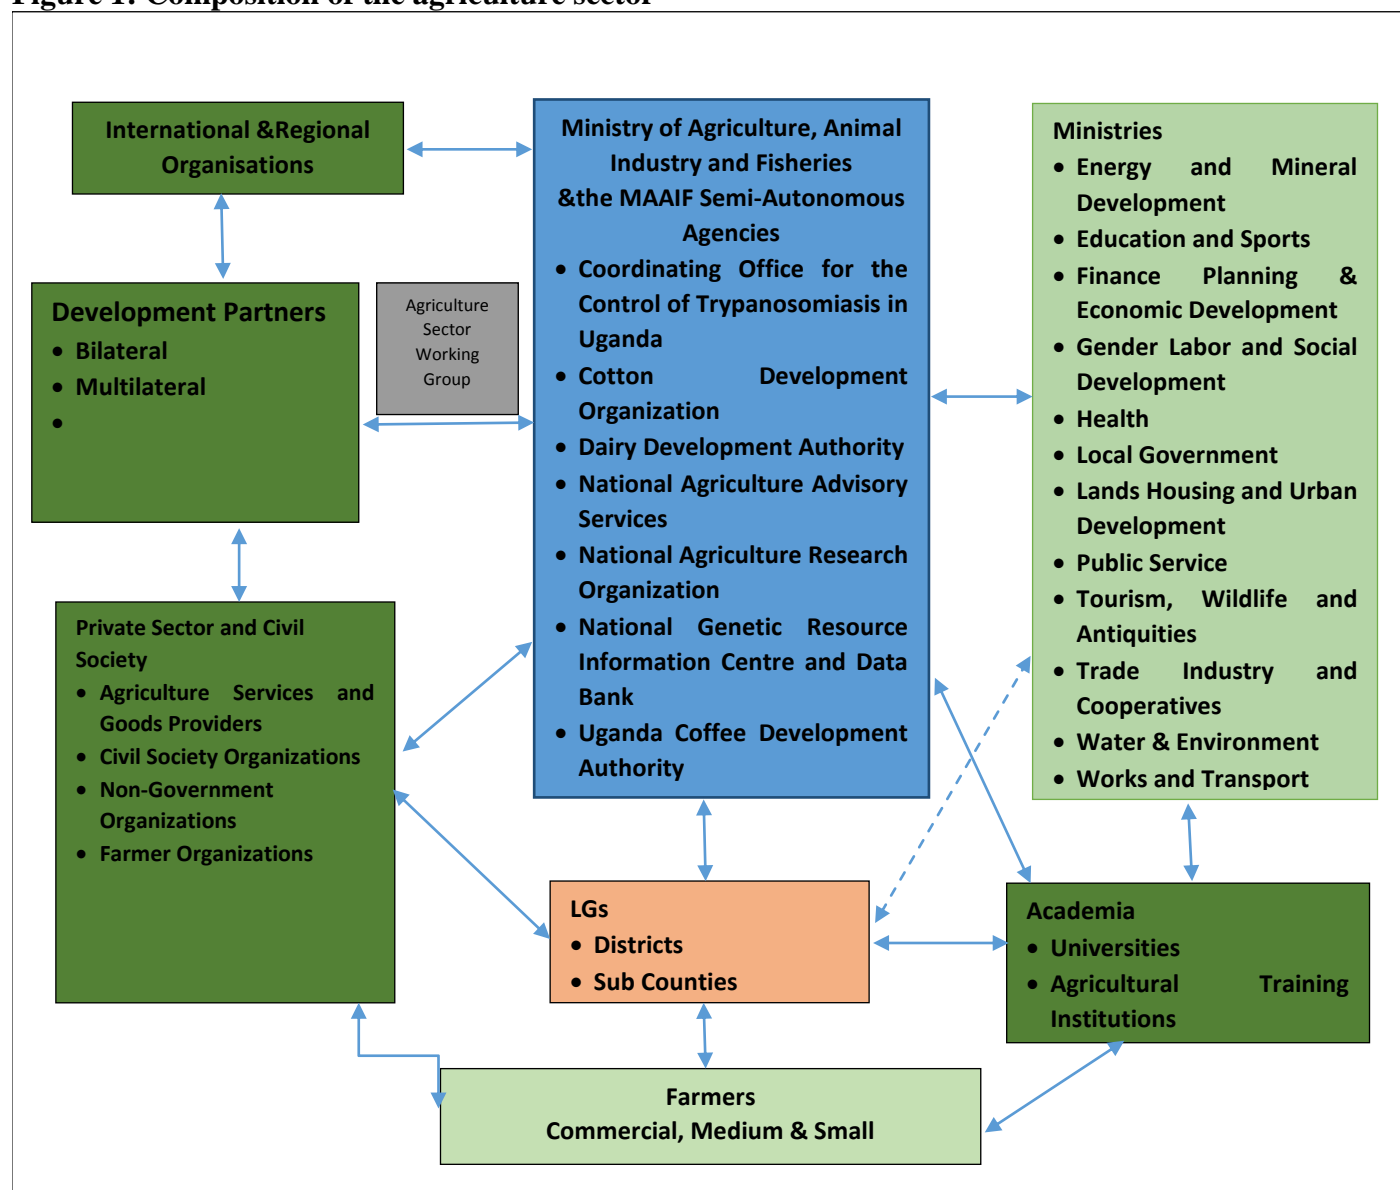 Figure 1: Composition of the agriculture sector
International &Regional
Organisations
Development Partners
• Bilateral
• Multilateral
•
Agriculture
Sector
Working
Group
Private Sector and Civil
Society
• Agriculture Services and
Goods Providers
• Civil Society Organizations
• Non-Government
Organizations
• Farmer Organizations
Ministry of Agriculture, Animal
Industry and Fisheries
&the MAAIF Semi-Autonomous
Agencies
• Coordinating Office for the
Control of Trypanosomiasis in
Uganda
• Cotton Development
Organization
• Dairy Development Authority
• National Agriculture Advisory
Services
• National Agriculture Research
Organization
• National Genetic Resource
Information Centre and Data
Bank
• Uganda Coffee Development
Authority
Ministries
• Energy and Mineral
Development
• Education and Sports
• Finance Planning &
Economic Development
• Gender Labor and Social
Development
• Health
• Local Government
• Lands Housing and Urban
Development
• Public Service
• Tourism, Wildlife and
Antiquities
• Trade Industry and
Cooperatives
• Water & Environment
• Works and Transport
LGs
• Districts
• Sub Counties
Academia
• Universities
• Agricultural Training
Institutions
Farmers
Commercial, Medium & Small